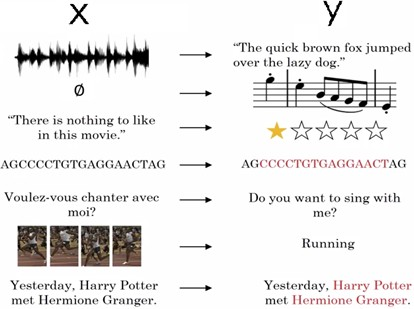 x y
"The quick brown fox jumped
over the lazy dog."
∅
"There is nothing to like
in this movie."
AGCCCCTGTGAGGAACTAG AGCCCCTGTGAGGAACTAG
Voulez-vous chanter avec
moi?
Do you want to sing with
me?
Running
Yesterday, Harry Potter
met Hermione Granger.
Yesterday, Harry Potter
met Hermione Granger.